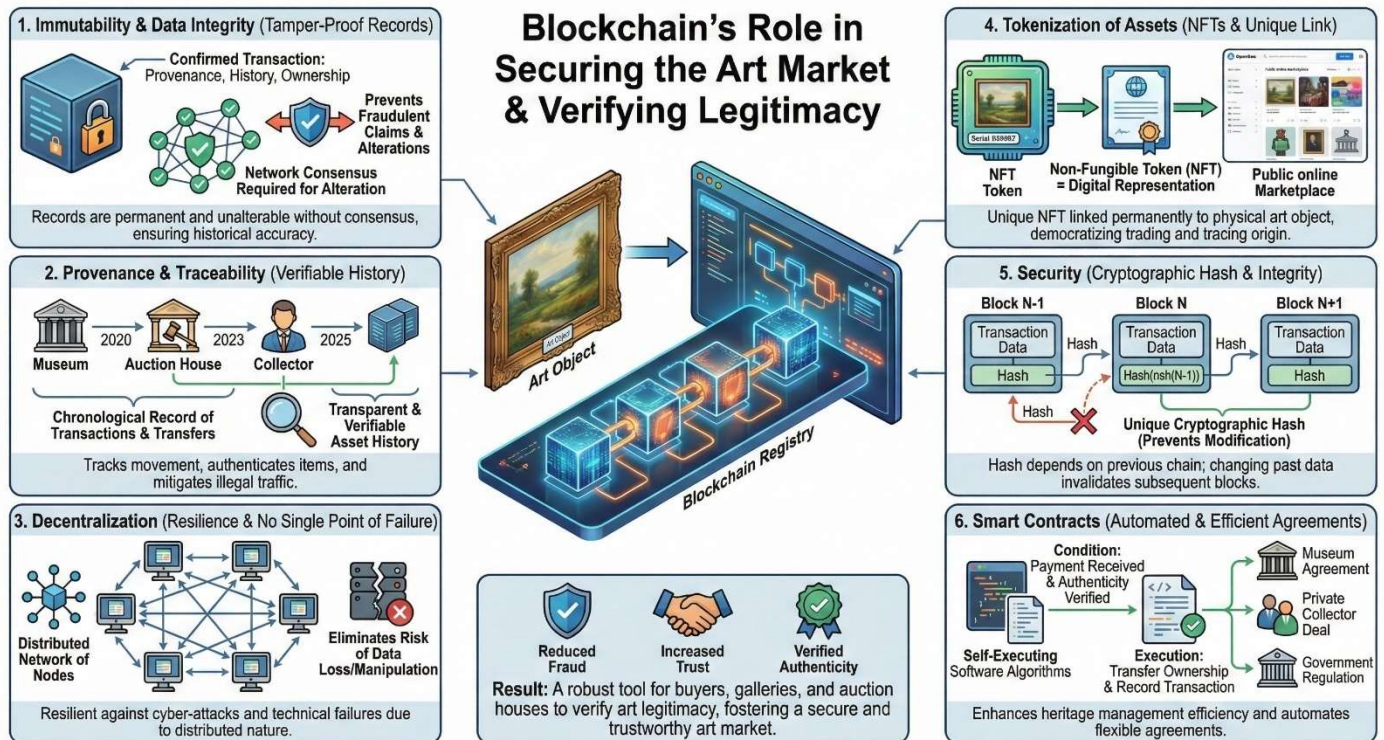 Blockchain's Role in
Securing the Art Market
& Verifying Legitimacy
1. Immutability & Data Integrity (Tamper-Proof Records)
Confirmed Transaction:
Provenance, History, Ownership
Prevents
Fraudulent
Claims &
Alterations
Network Consensus
Required for Alteration
Records are permanent and unalterable without consensus,
ensuring historical accuracy.
2. Provenance & Traceability (Verifiable History)
2020
2023
2025
Museum
Auction House
Collector
Chronological Record of
Transactions & Transfers
Transparent &
Verifiable
Asset History
Tracks movement, authenticates items, and
mitigates illegal traffic.
3. Decentralization (Resilience & No Single Point of Failure)
Distributed
Network of
Nodes
Eliminates Risk
of Data
Loss/Manipulation
Resilient against cyber-attacks and technical failures due
to distributed nature.
Art Object
Art Object
Blockchain Registry
Reduced
Fraud
Increased
Trust
Verified
Authenticity
Result: A robust tool for buyers, galleries, and auction
houses to verify art legitimacy, fostering a secure and
trustworthy art market.
4. Tokenization of Assets (NFTs & Unique Link)
OpenSea
NFT
Token
Non-Fungible Token (NFT)
= Digital Representation
Public online
Marketplace
Unique NFT linked permanently to physical art object,
democratizing trading and tracing origin.
5. Security (Cryptographic Hash & Integrity)
Block N-1
Block N
Block N+1
Transaction
Data
Hash
Hash
Transaction
Data
Hash(nsh(N-1))
Hash
Transaction
Data
Hash
Hash
Unique Cryptographic Hash
(Prevents Modification)
Hash depends on previous chain; changing past data
invalidates subsequent blocks.
6. Smart Contracts (Automated & Efficient Agreements)
Condition:
Payment Received
& Authenticity
Verified
</>
Self-Executing
Software Algorithms
Execution:
Transfer Ownership
& Record Transaction
Museum
Agreement
Private
Collector
Deal
Government
Regulation
Enhances heritage management efficiency and automates
flexible agreements.